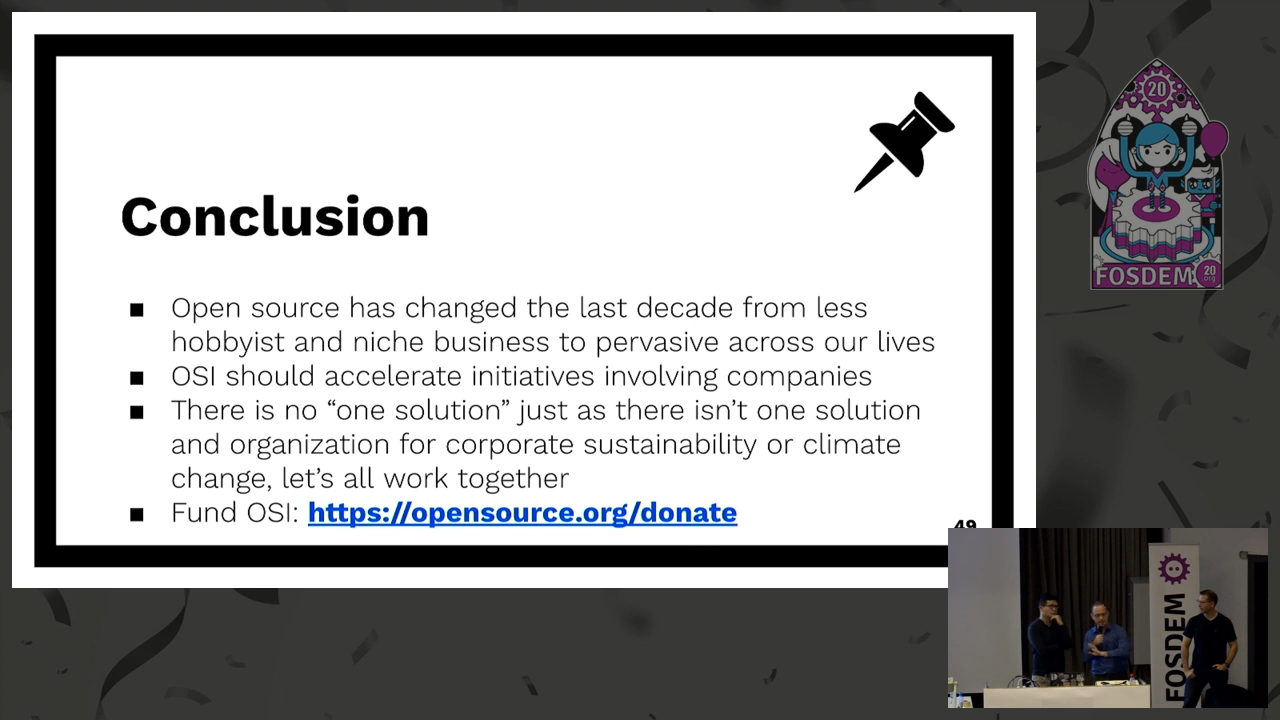 Conclusion
■ Open source has changed the last decade from less
hobbyist and niche business to pervasive across our lives
■ OSI should accelerate initiatives involving companies
■ There is no “one solution” just as there isn’t one solution
and organization for corporate sustainability or climate
change, let’s all work together
■ Fund OSI: https://opensource.org/donate
49
20
FOSDEM
20
.org
FOSDEM